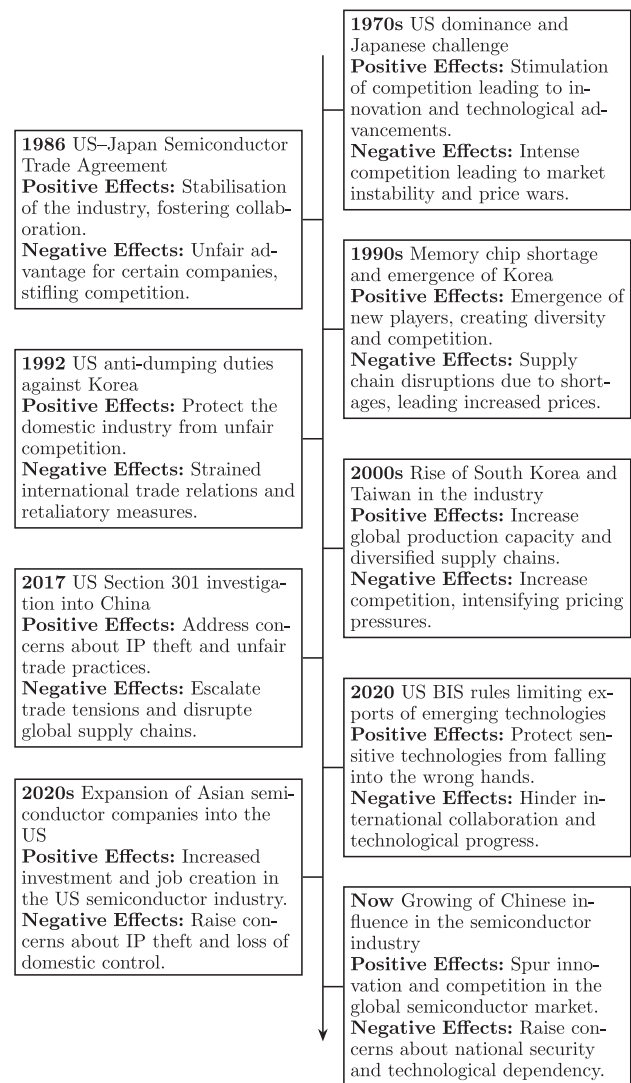 1970s US dominance and
Japanese challenge
Positive Effects: Stimulation
of competition leading to in-
novation and technological ad-
vancements.
Negative Effects: Intense
competition leading to market
instability and price wars.
1986 US–Japan Semiconductor
Trade Agreement
Positive Effects: Stabilisation
of the industry, fostering collab-
oration.
Negative Effects: Unfair ad-
vantage for certain companies,
stifling competition.
1990s Memory chip shortage
and emergence of Korea
Positive Effects: Emergence of
new players, creating diversity
and competition.
Negative Effects: Supply
chain disruptions due to short-
ages, leading increased prices.
1992 US anti-dumping duties
against Korea
Positive Effects: Protect the
domestic industry from unfair
competition.
Negative Effects: Strained
international trade relations and
retaliatory measures.
2000s Rise of South Korea and
Taiwan in the industry
Positive Effects: Increase
global production capacity and
diversified supply chains.
Negative Effects: Increase
competition, intensifying pricing
pressures.
2017 US Section 301 investiga-
tion into China
Positive Effects: Address con-
cerns about IP theft and unfair
trade practices.
Negative Effects: Escalate
trade tensions and disrupte
global supply chains.
2020 US BIS rules limiting ex-
ports of emerging technologies
Positive Effects: Protect sen-
sitive technologies from falling
into the wrong hands.
Negative Effects: Hinder in-
ternational collaboration and
technological progress.
2020s Expansion of Asian semi-
conductor companies into the
US
Positive Effects: Increased
investment and job creation in
the US semiconductor industry.
Negative Effects: Raise con-
cerns about IP theft and loss of
domestic control.
Now Growing of Chinese in-
fluence in the semiconductor
industry
Positive Effects: Spur inno-
vation and competition in the
global semiconductor market.
Negative Effects: Raise con-
cerns about national security
and technological dependency.